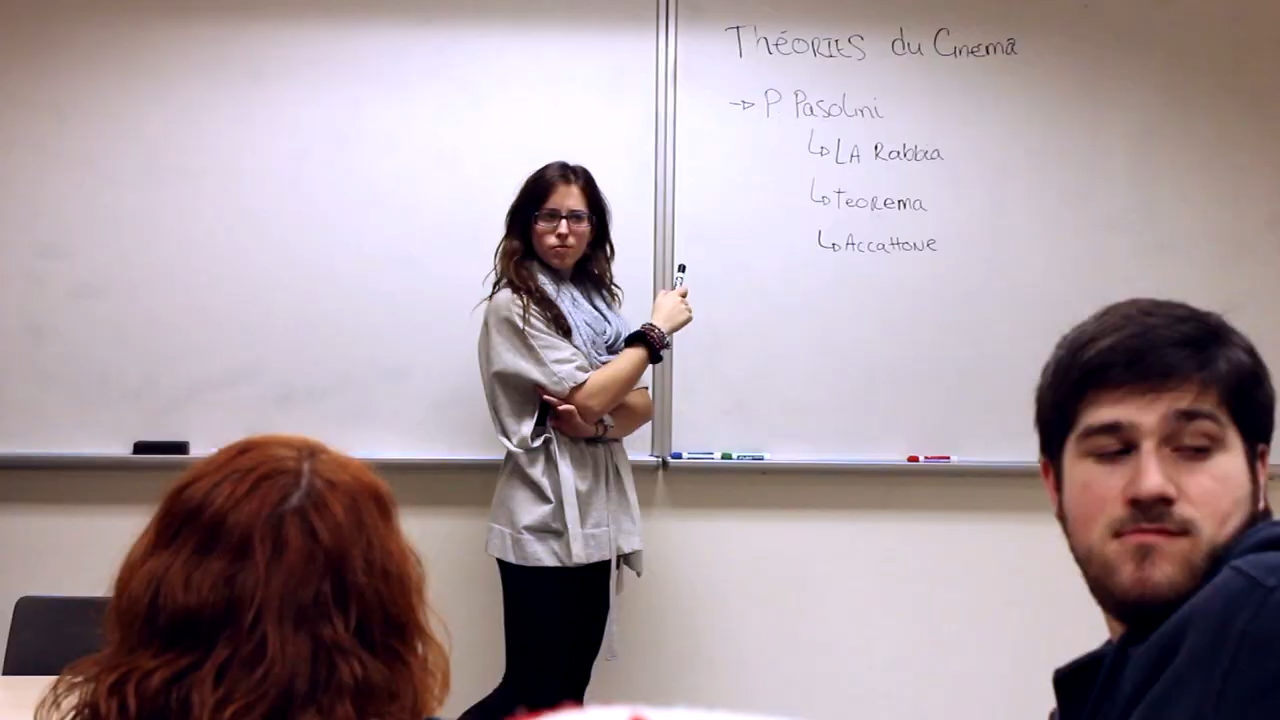 THÉORIES du Cinema
→ P. Pasolini
↳ LA Rabbia
↳ TeoRema
↳ AccattoNe